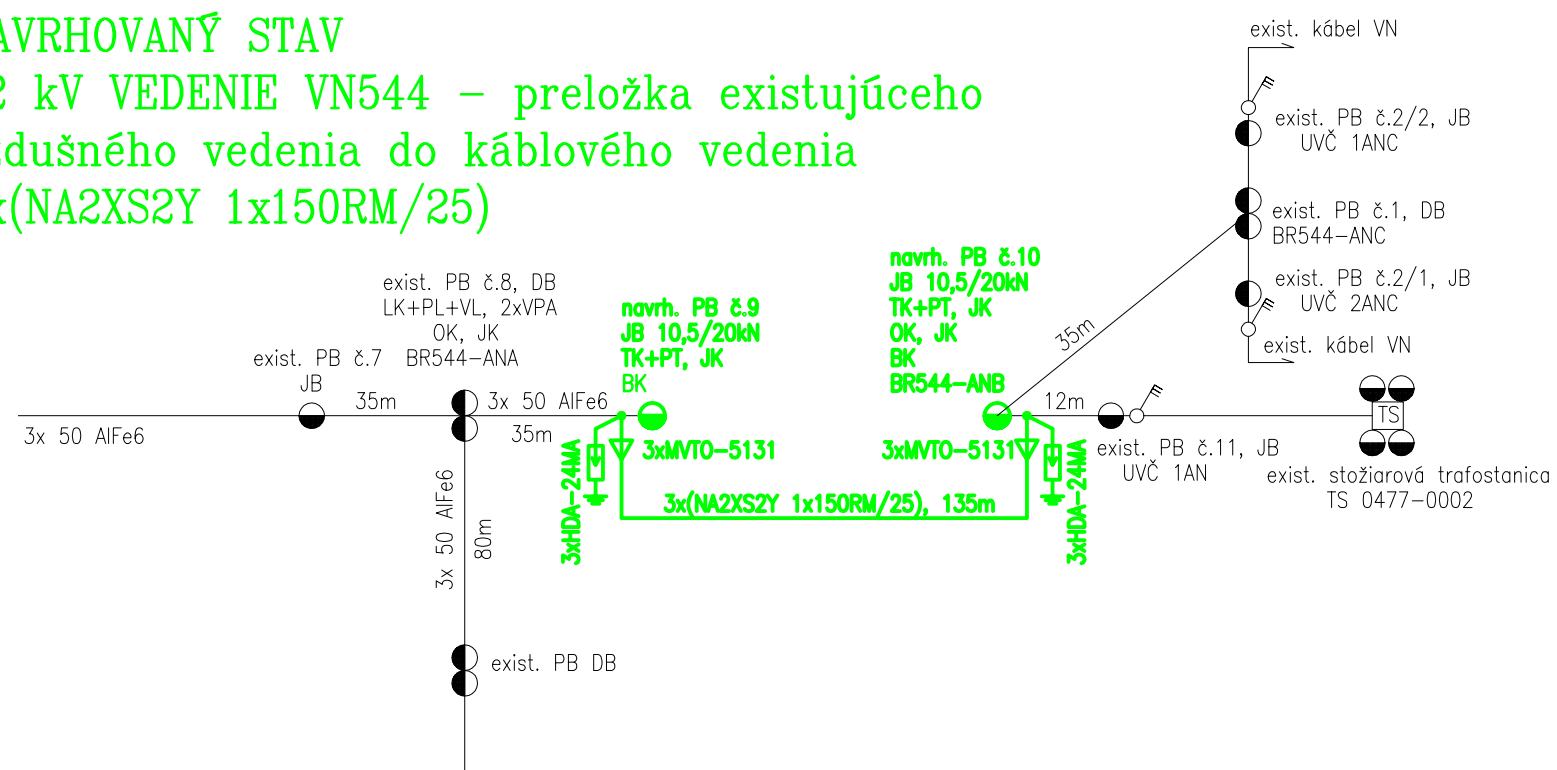 AVRHOVANÝ STAV
2 kV VEDENIE VN544 – preložka existujúceho
zdušného vedenia do káblového vedenia
x(NA2XS2Y 1x150RM/25)
exist. kábel VN
exist. PB č.2/2, JB
UVČ 1ANC
exist. PB č.1, DB
BR544-ANC
exist. PB č.2/1, JB
UVČ 2ANC
exist. kábel VN
35m
exist. PB č.8, DB
LK+PL+VL, 2xVPA
OK, JK
BR544-ANA
exist. PB č.7
JB
navrh. PB č.9
JB 10,5/20kN
TK+PT, JK
BK
navrh. PB č.10
JB 10,5/20kN
TK+PT, JK
OK, JK
BK
BR544-ANB
3x 50 AlFe6
35m
3x 50 AlFe6
35m
12m
TS
3xMVTO-5131
3xMVTO-5131
exist. PB č.11, JB
UVČ 1AN
exist. stožiarová trafostanica
TS 0477-0002
3xHDA-24MA
3x(NA2XS2Y 1x150RM/25), 135m
3xHDA-24MA
3x 50 AlFe6
80m
exist. PB DB